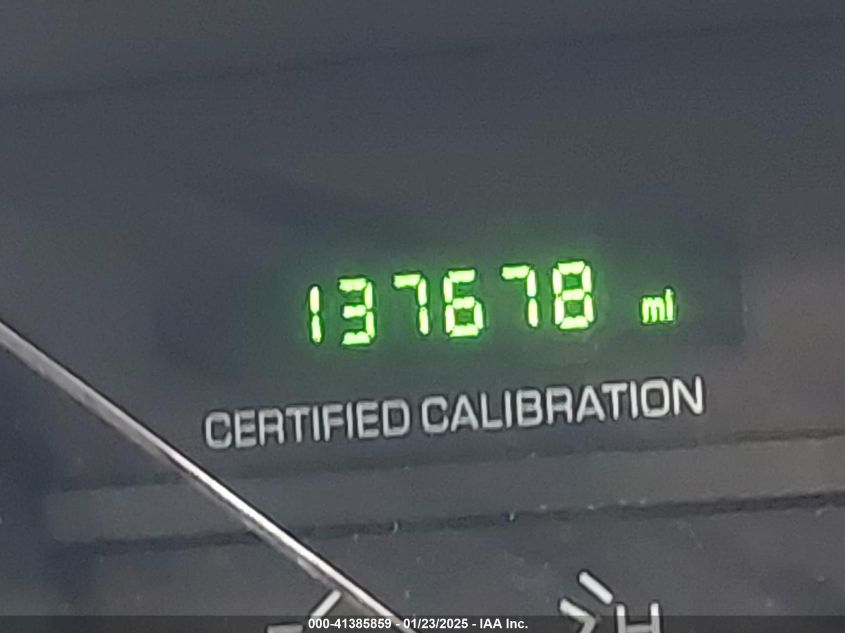 137678 mi
CERTIFIED CALIBRATION
H
000-41385859 - 01/23/2025 - IAA Inc.